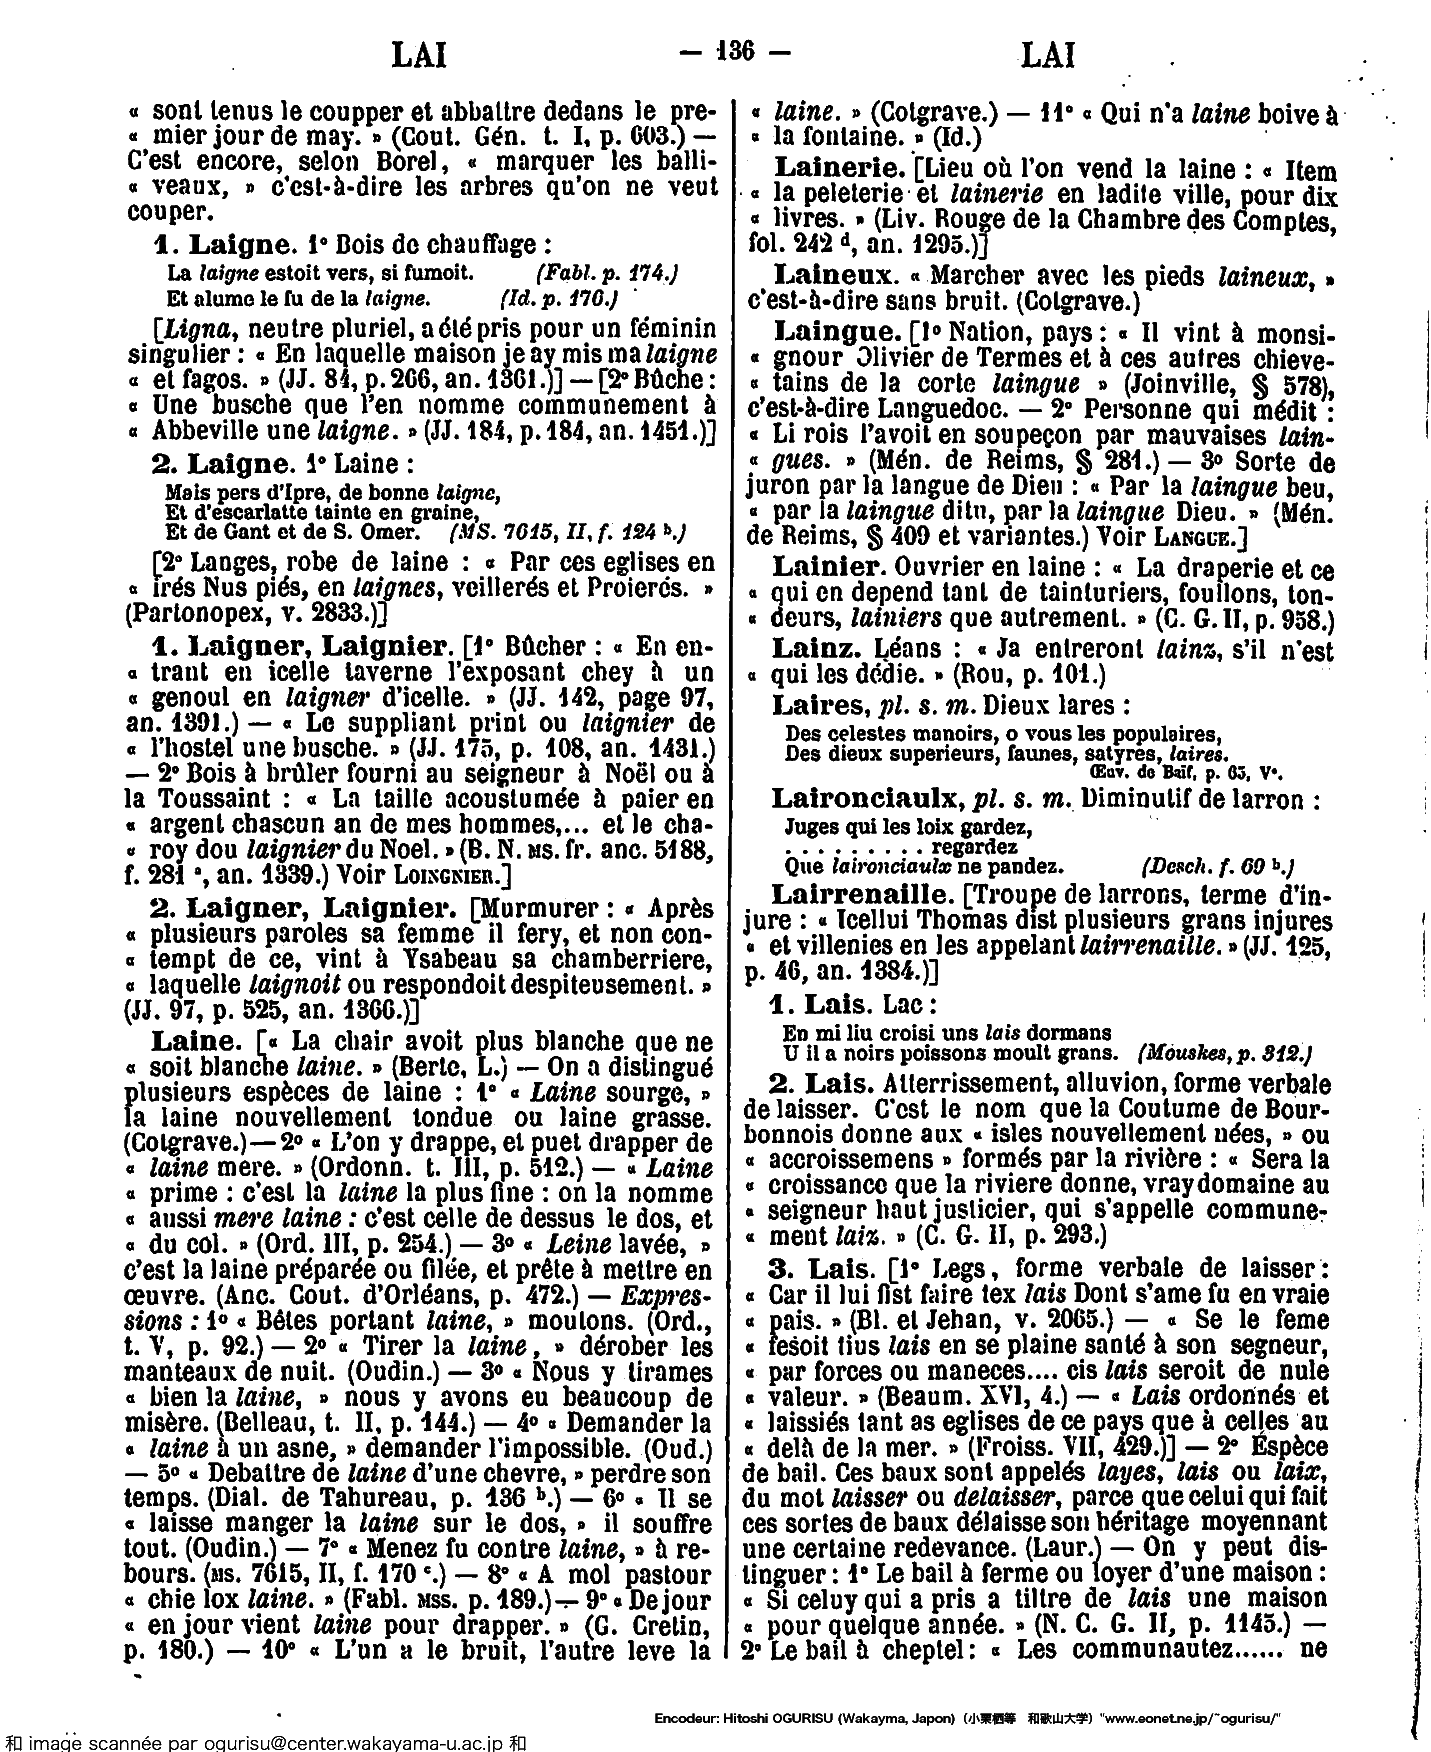 LAI — 136 — LAI
« sont tenus le coupper et abbattre dedans le pre-
« mier jour de may. » (Cout. Gén. t. I, p. 603.) —
C'est encore, selon Borel, « marquer les balli-
« veaux, » c'est-à-dire les arbres qu'on ne veut
couper.
1. Laigne. 1° Bois de chauffage :
La laigne estoit vers, si fumoit. (Fabl. p. 174.)
Et alume le fu de la laigne. (Id. p. 176.)
[Ligna, neutre pluriel, a été pris pour un féminin
singulier : « En laquelle maison je ay mis ma laigne
« et fagos. » (JJ. 84, p. 266, an. 1361.)] — [2° Bûche :
« Une busche que l'en nomme communement à
« Abbeville une laigne. » (JJ. 184, p. 184, an. 1451.)]
2. Laigne. 1° Laine :
Mais pers d'Ipre, de bonne laigne,
Et d'escarlatte tainte en graine,
Et de Gant et de S. Omer. (MS. 7615, II, f. 124 b.)
[2° Langes, robe de laine : « Par ces eglises en
« irés Nus piés, en laignes, veillerés et Proierés. »
(Partonopex, v. 2833.)]
1. Laigner, Laignier. [1° Bûcher : « En en-
« trant en icelle taverne l'exposant chey à un
« genoul en laigner d'icelle. » (JJ. 142, page 97,
an. 1391.) — « Le suppliant print ou laignier de
« l'hostel une busche. » (JJ. 175, p. 108, an. 1431.)
— 2° Bois à brûler fourni au seigneur à Noël ou à
la Toussaint : « La taille acoustumée à paier en
« argent chascun an de mes hommes,... et le cha-
« roy dou laignier du Noel. » (B. N. MS. fr. anc. 5188,
f. 281 a, an. 1339.) Voir LOINGNIER.]
2. Laigner, Laignier. [Murmurer : « Après
« plusieurs paroles sa femme il fery, et non con-
« tempt de ce, vint à Ysabeau sa chamberriere,
« laquelle laignoit ou respondoit despiteusement. »
(JJ. 97, p. 525, an. 1366.)]
Laine. [« La chair avoit plus blanche que ne
« soit blanche laine. » (Berte, L.) — On a distingué
plusieurs espèces de laine : 1° « Laine sourge, »
la laine nouvellement tondue ou laine grasse.
(Cotgrave.) — 2° « L'on y drappe, et puet drapper de
« laine mere. » (Ordonn. t. III, p. 512.) — « Laine
« prime : c'est la laine la plus fine : on la nomme
« aussi mere laine : c'est celle de dessus le dos, et
« du col. » (Ord. III, p. 254.) — 3° « Leine lavée, »
c'est la laine préparée ou filée, et prête à mettre en
œuvre. (Anc. Cout. d'Orléans, p. 472.) — Expres-
sions : 1° « Bêtes portant laine, » moutons. (Ord.,
t. V, p. 92.) — 2° « Tirer la laine, » dérober les
manteaux de nuit. (Oudin.) — 3° « Nous y tirames
« bien la laine, » nous y avons eu beaucoup de
misère. (Belleau, t. II, p. 144.) — 4° « Demander la
« laine à un asne, » demander l'impossible. (Oud.)
— 5° « Debattre de laine d'une chevre, » perdre son
temps. (Dial. de Tahureau, p. 136 b.) — 6° « Il se
« laisse manger la laine sur le dos, » il souffre
tout. (Oudin.) — 7° « Menez fu contre laine, » à re-
bours. (MS. 7615, II, f. 170 c.) — 8° « A mol pastour
« chie lox laine. » (Fabl. MSS. p. 189.) — 9° « De jour
« en jour vient laine pour drapper. » (G. Cretin,
p. 180.) — 10° « L'un a le bruit, l'autre leve la
« laine. » (Cotgrave.) — 11° « Qui n'a laine boive à
« la fontaine. » (Id.)
Lainerie. [Lieu où l'on vend la laine : « Item
« la peleterie et lainerie en ladite ville, pour dix
« livres. » (Liv. Rouge de la Chambre des Comptes,
fol. 242 d, an. 1295.)]
Laineux. « Marcher avec les pieds laineux, »
c'est-à-dire sans bruit. (Cotgrave.)
Laingue. [1° Nation, pays : « Il vint à monsi-
« gnour Olivier de Termes et à ces autres chieve-
« tains de la corte laingue » (Joinville, § 578),
c'est-à-dire Languedoc. — 2° Personne qui médit :
« Li rois l'avoit en soupeçon par mauvaises lain-
« gues. » (Mén. de Reims, § 281.) — 3° Sorte de
juron par la langue de Dieu : « Par la laingue beu,
« par la laingue ditu, par la laingue Dieu. » (Mén.
de Reims, § 409 et variantes.) Voir LANGUE.]
Lainier. Ouvrier en laine : « La draperie et ce
« qui en depend tant de tainturiers, foullons, ton-
« deurs, lainiers que autrement. » (C. G. II, p. 958.)
Lainz. Léans : « Ja entreront lainz, s'il n'est
« qui les dédie. » (Rou, p. 101.)
Laires, pl. s. m. Dieux lares :
Des celestes manoirs, o vous les populaires,
Des dieux superieurs, faunes, satyres, laires.
Œuv. de Baïf, p. 65, V°.
Laironciaulx, pl. s. m. Diminutif de larron :
Juges qui les loix gardez,
. . . . . . . . . . regardez
Que laironciaulx ne pandez. (Desch. f. 69 b.)
Lairrenaille. [Troupe de larrons, terme d'in-
jure : « Icellui Thomas dist plusieurs grans injures
« et villenies en les appelant lairrenaille. » (JJ. 125,
p. 46, an. 1384.)]
1. Lais. Lac :
En mi liu croisi uns lais dormans
U il a noirs poissons moult grans. (Mouskes, p. 312.)
2. Lais. Atterrissement, alluvion, forme verbale
de laisser. C'est le nom que la Coutume de Bour-
bonnois donne aux « isles nouvellement nées, » ou
« accroissemens » formés par la rivière : « Sera la
« croissance que la riviere donne, vray domaine au
« seigneur haut justicier, qui s'appelle commune-
« ment laiz. » (C. G. II, p. 293.)
3. Lais. [1° Legs, forme verbale de laisser :
« Car il lui fist faire tex lais Dont s'ame fu en vraie
« pais. » (Bl. et Jehan, v. 2065.) — « Se le feme
« fesoit tius lais en se plaine santé à son segneur,
« par forces ou maneces.... cis lais seroit de nule
« valeur. » (Beaum. XVI, 4.) — « Lais ordonnés et
« laissiés tant as eglises de ce pays que à celles au
« delà de la mer. » (Froiss. VII, 429.)] — 2° Espèce
de bail. Ces baux sont appelés layes, lais ou laix,
du mot laisser ou delaisser, parce que celui qui fait
ces sortes de baux délaisse son héritage moyennant
une certaine redevance. (Laur.) — On y peut dis-
tinguer : 1° Le bail à ferme ou loyer d'une maison :
« Si celuy qui a pris a tiltre de lais une maison
« pour quelque année. » (N. C. G. II, p. 1145.) —
2° Le bail à cheptel : « Les communautez...... ne
Encodeur: Hitoshi OGURISU (Wakayma, Japon) (小栗栖等 和歌山大学) "www.eonet.ne.jp/~ogurisu/"
和 image scannée par ogurisu@center.wakayama-u.ac.jp 和